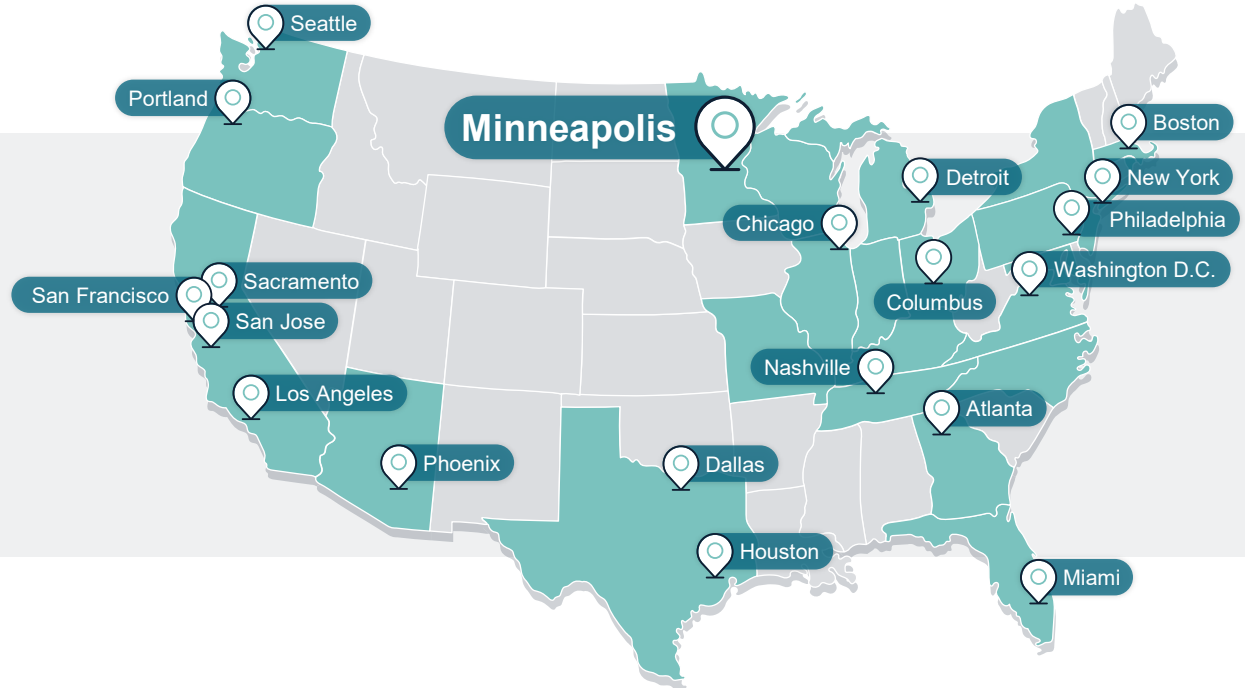 Seattle
Portland
Minneapolis
Boston
Detroit
New York
Chicago
Philadelphia
Washington D.C.
Sacramento
San Francisco
Columbus
San Jose
Nashville
Los Angeles
Atlanta
Phoenix
Dallas
Houston
Miami